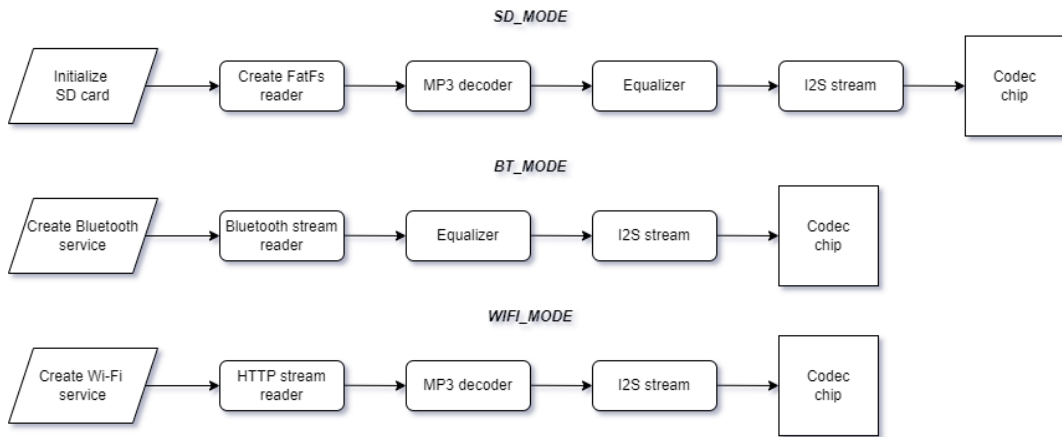 SD_MODE
Initialize
SD card
Create FatFs
reader
MP3 decoder
Equalizer
I2S stream
Codec
chip
BT_MODE
Create Bluetooth
service
Bluetooth stream
reader
Equalizer
I2S stream
Codec
chip
WIFI_MODE
Create Wi-Fi
service
HTTP stream
reader
MP3 decoder
I2S stream
Codec
chip